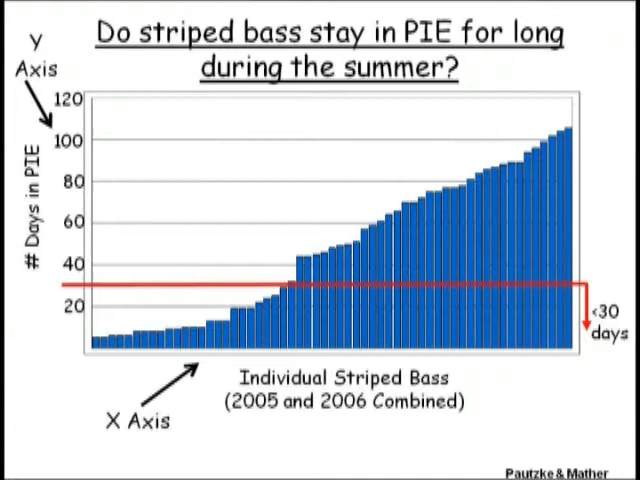 Do striped bass stay in PIE for long
during the summer?
Y
Axis
120
100
80
60
40
20
# Days in PIE
<30
days
Individual Striped Bass
(2005 and 2006 Combined)
X Axis
Pautzke & Mather